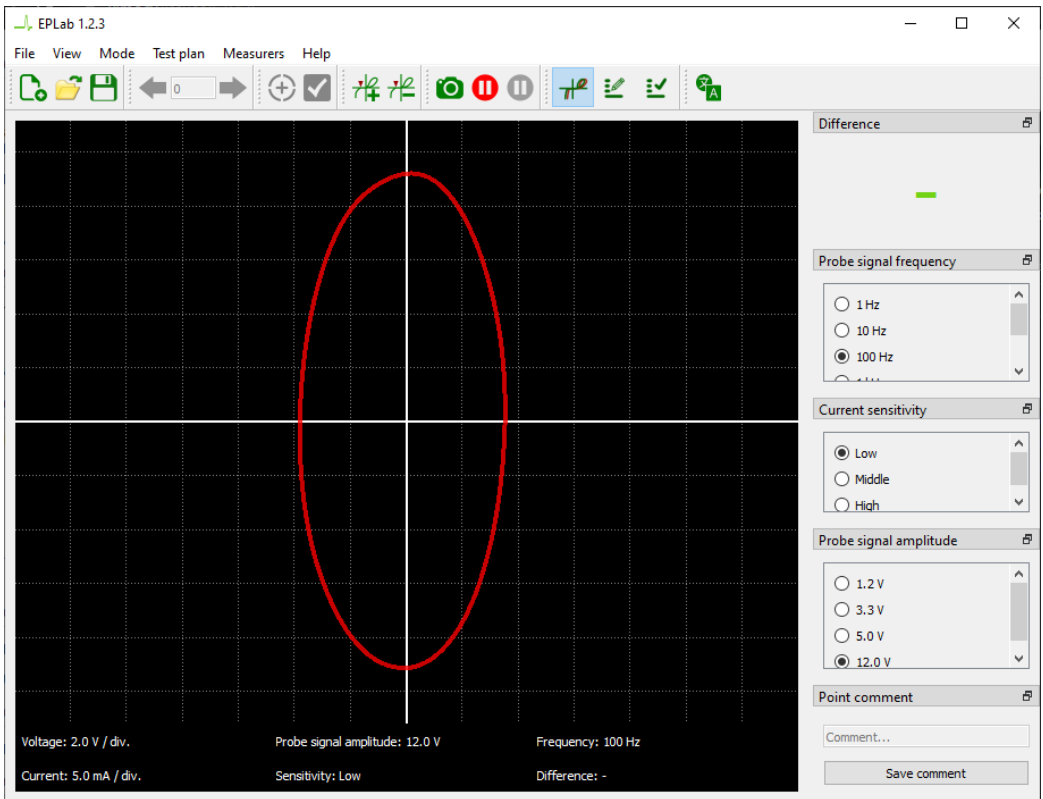 EPLab 1.2.3
File View Mode Test plan Measurers Help
0
Difference
-
Probe signal frequency
1 Hz
10 Hz
100 Hz
Current sensitivity
Low
Middle
High
Probe signal amplitude
1.2 V
3.3 V
5.0 V
12.0 V
Point comment
Comment...
Save comment
Voltage: 2.0 V / div. Probe signal amplitude: 12.0 V Frequency: 100 Hz
Current: 5.0 mA / div. Sensitivity: Low Difference: -